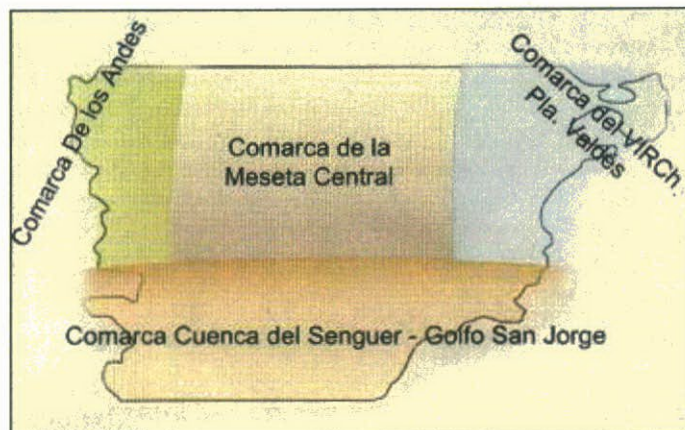 Comarca De los Andes
Comarca de la
Meseta Central
Comarca del VIRCh.
Pla. Valdés
Comarca Cuenca del Senguer - Golfo San Jorge